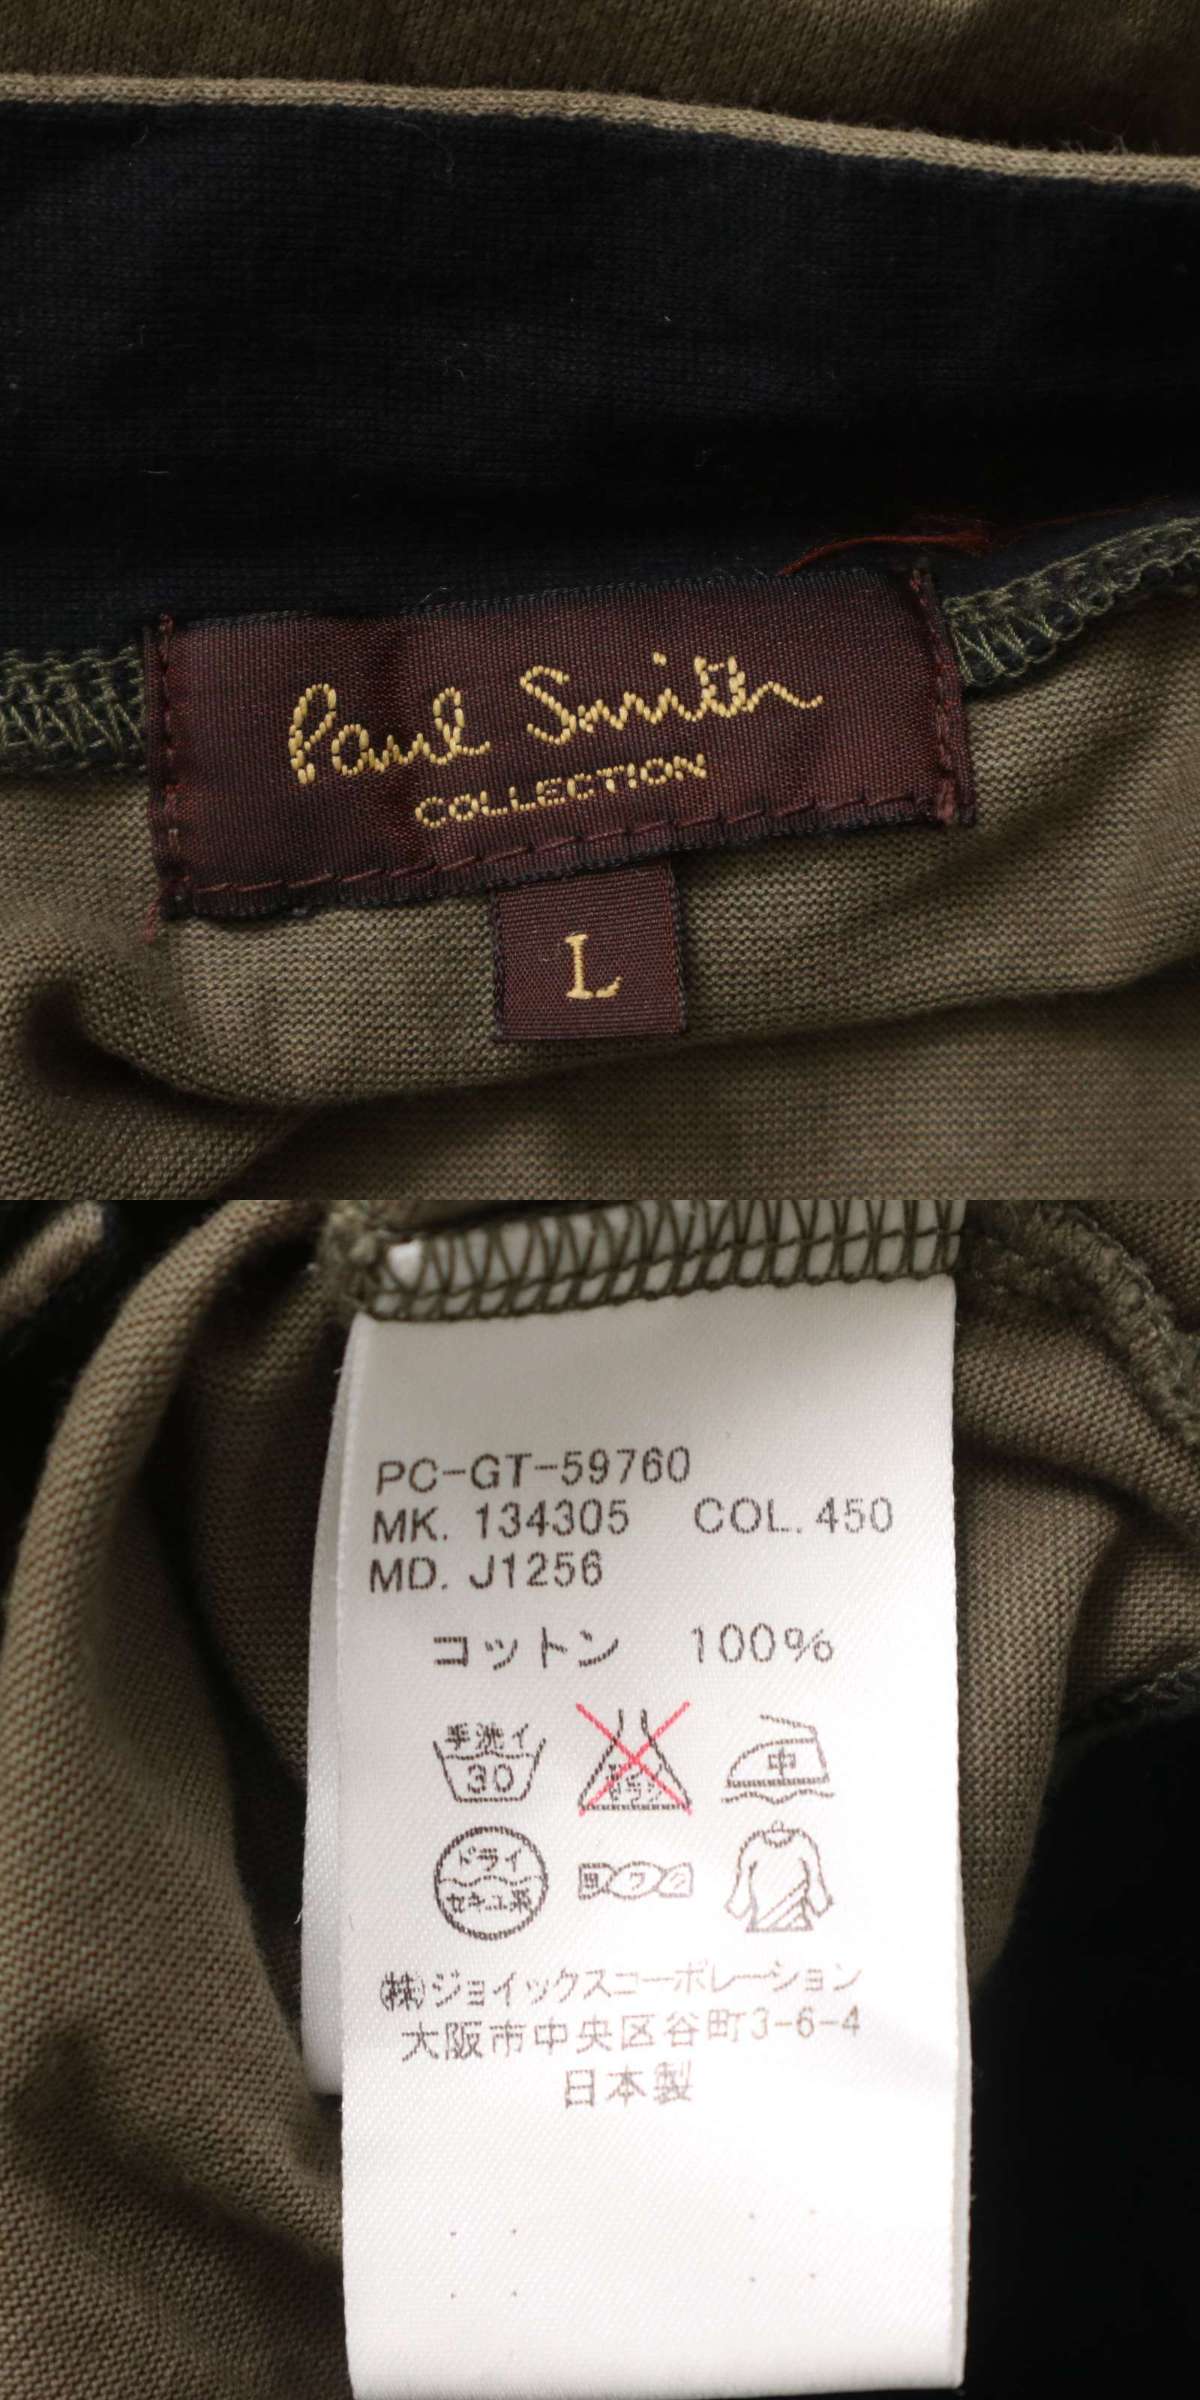 Paul Smith
COLLECTION
L
PC-GT-59760
MK. 134305 COL. 450
MD. J1256
コットン 100%
手洗イ
30
中
ドライ
セキユ系
ヨワク
(株)ジョイックスコーポレーション
大阪市中央区谷町3-6-4
日本製